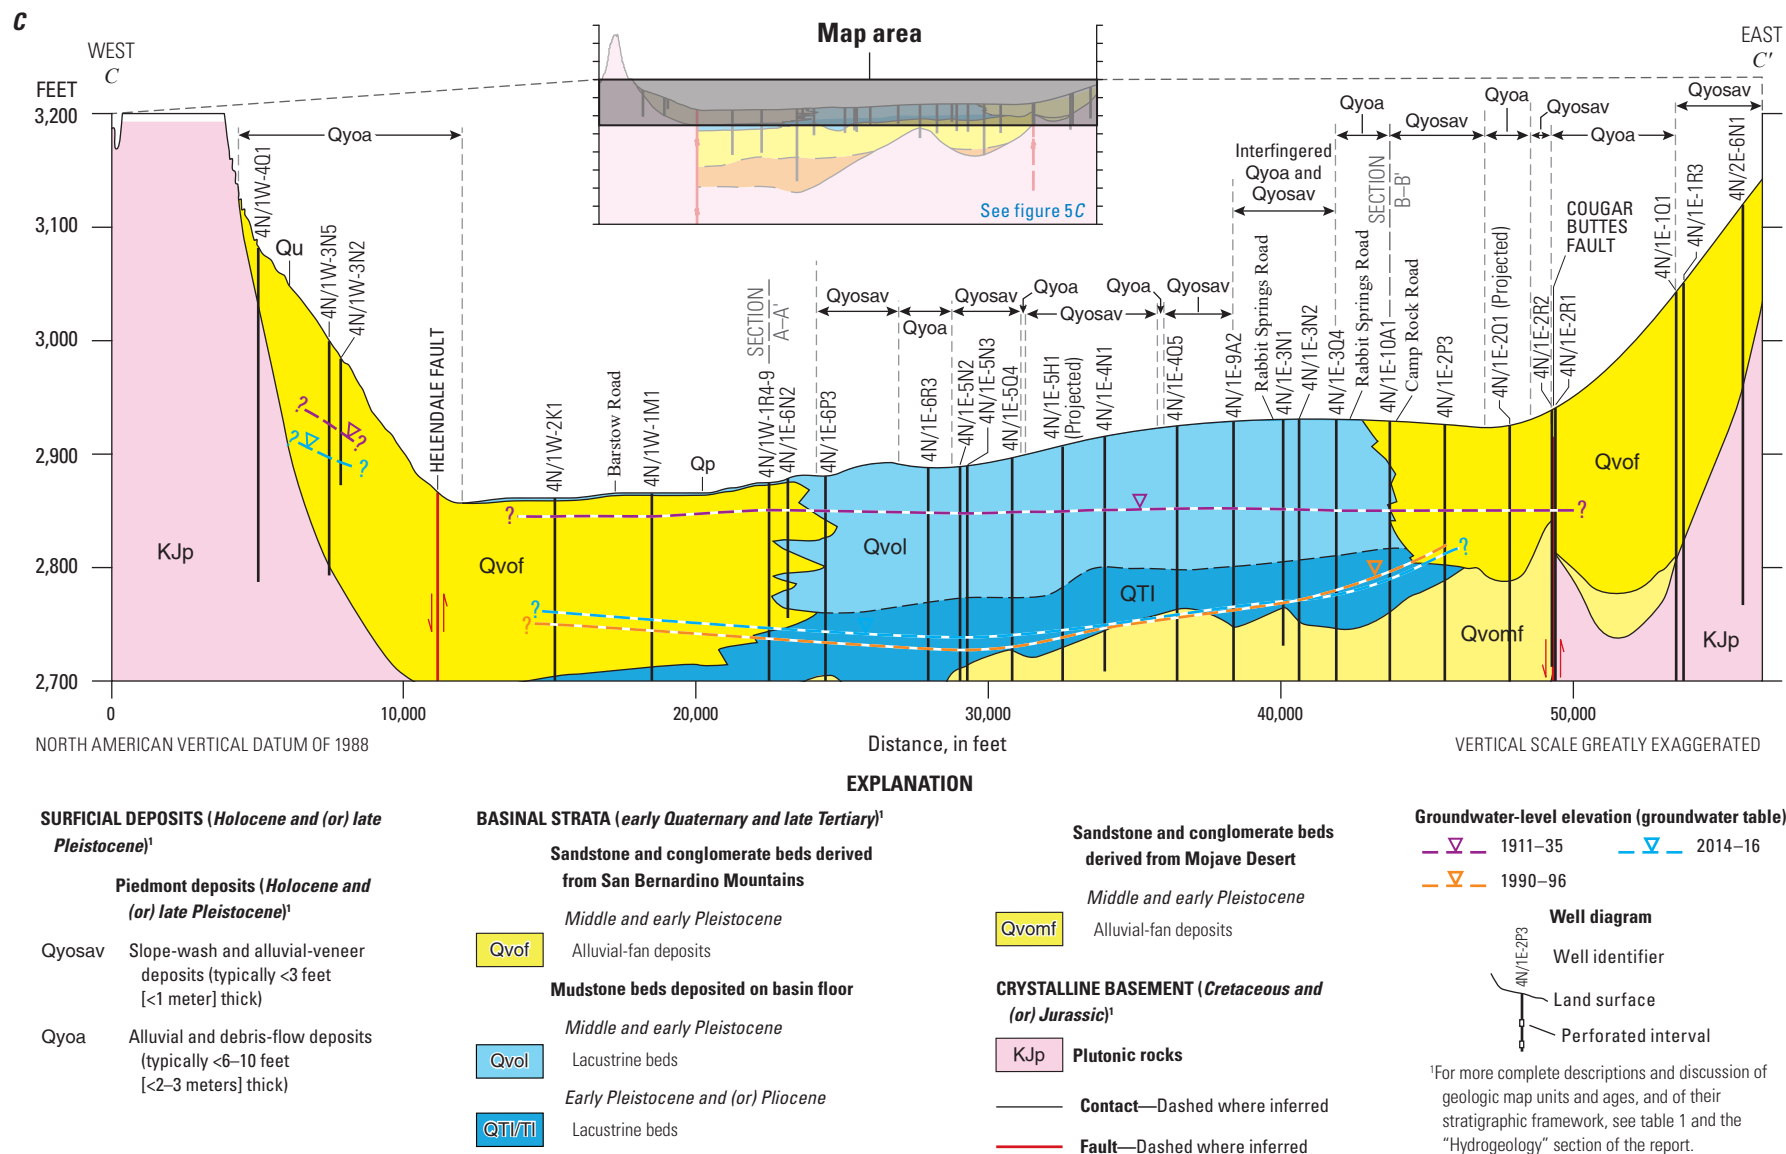 C
WEST
C
EAST
C'
Map area
See figure 5C
FEET
3,200
3,100
3,000
2,900
2,800
2,700
Qyoa
Qyoa
Qyosav
Qyoa
Qyosav
Qyoa
Qyosav
Interfingered
Qyoa and
Qyosav
SECTION
B–B'
COUGAR
BUTTES
FAULT
Qyosav
Qyoa
Qyosav
Qyoa
Qyosav
Qyoa
Qyosav
SECTION
A–A'
4N/1W-4Q1
Qu
4N/1W-3N5
4N/1W-3N2
HELENDALE FAULT
4N/1W-2K1
Barstow Road
4N/1W-1M1
Qp
4N/1W-1R4-9
4N/1E-6N2
4N/1E-6P3
4N/1E-6R3
4N/1E-5N2
4N/1E-5N3
4N/1E-5Q4
4N/1E-5H1
(Projected)
4N/1E-4N1
4N/1E-4Q5
4N/1E-9A2
Rabbit Springs Road
4N/1E-3N1
4N/1E-3N2
4N/1E-3Q4
Rabbit Springs Road
4N/1E-10A1
Camp Rock Road
4N/1E-2P3
4N/1E-2Q1 (Projected)
4N/1E-2R2
4N/1E-2R1
4N/1E-1Q1
4N/1E-1R3
4N/2E-6N1
? ?
? ?
? ?
? ?
?
KJp
Qvof
Qvol
QTl
Qvomf
Qvof
KJp
0
10,000
20,000
30,000
40,000
50,000
NORTH AMERICAN VERTICAL DATUM OF 1988
Distance, in feet
VERTICAL SCALE GREATLY EXAGGERATED
EXPLANATION
SURFICIAL DEPOSITS (Holocene and (or) late
Pleistocene)¹
Piedmont deposits (Holocene and
(or) late Pleistocene)¹
Qyosav Slope-wash and alluvial-veneer
deposits (typically <3 feet
[<1 meter] thick)
Qyoa Alluvial and debris-flow deposits
(typically <6–10 feet
[<2–3 meters] thick)
BASINAL STRATA (early Quaternary and late Tertiary)¹
Sandstone and conglomerate beds derived
from San Bernardino Mountains
Middle and early Pleistocene
Qvof Alluvial-fan deposits
Mudstone beds deposited on basin floor
Middle and early Pleistocene
Qvol Lacustrine beds
Early Pleistocene and (or) Pliocene
QTl/Tl Lacustrine beds
Sandstone and conglomerate beds
derived from Mojave Desert
Middle and early Pleistocene
Qvomf Alluvial-fan deposits
CRYSTALLINE BASEMENT (Cretaceous and
(or) Jurassic)¹
KJp Plutonic rocks
Contact—Dashed where inferred
Fault—Dashed where inferred
Groundwater-level elevation (groundwater table)
1911–35
2014–16
1990–96
Well diagram
4N/1E-2P3
Well identifier
Land surface
Perforated interval
¹For more complete descriptions and discussion of
geologic map units and ages, and of their
stratigraphic framework, see table 1 and the
“Hydrogeology” section of the report.